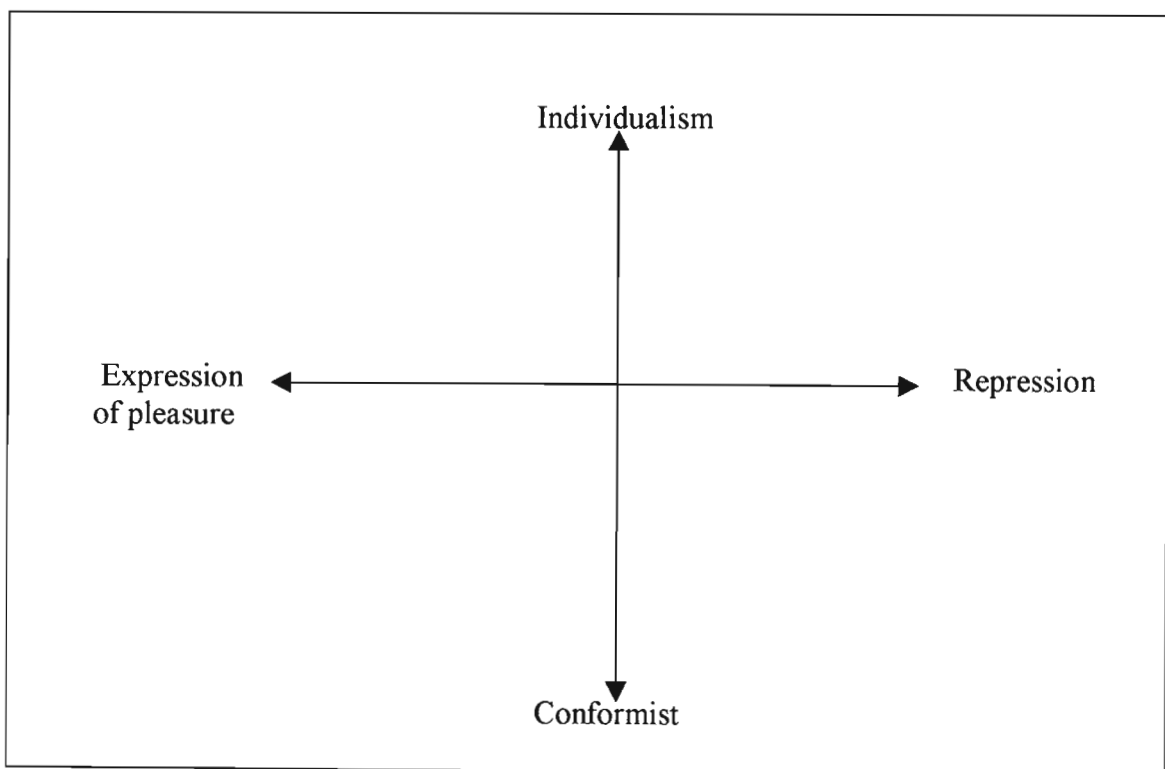 Individualism
Expression
of pleasure
Repression
Conformist